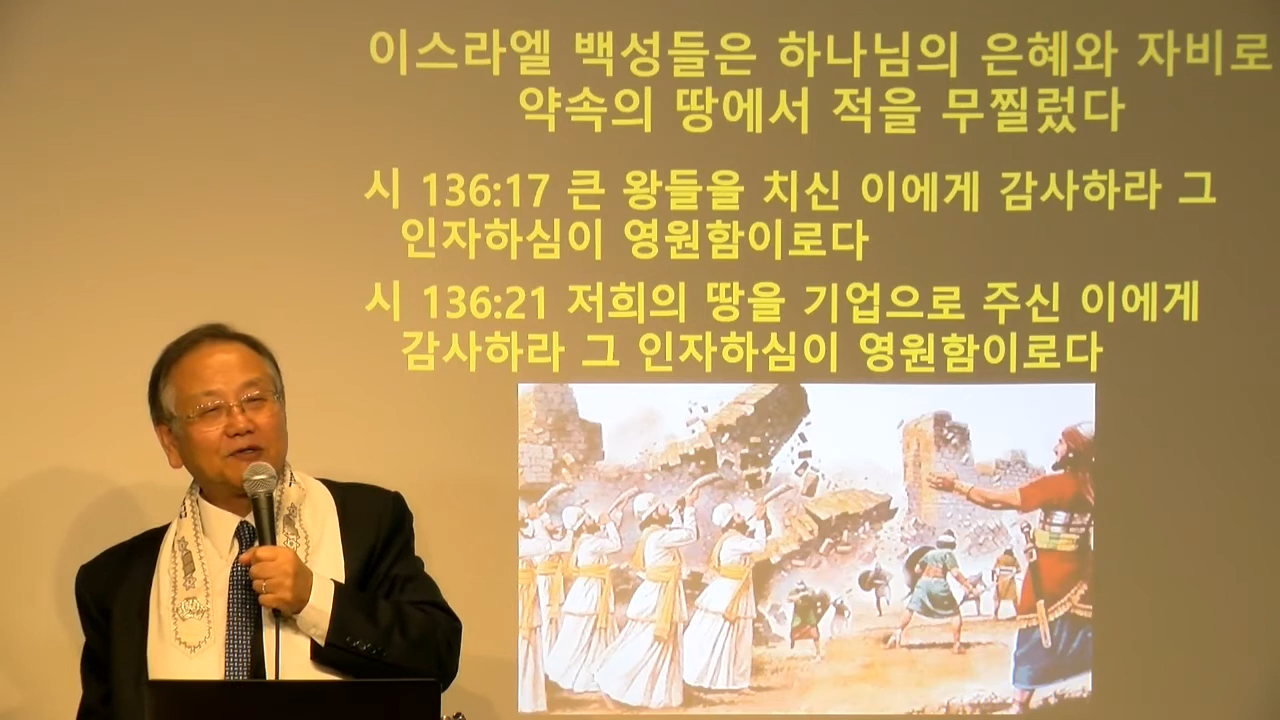 이스라엘 백성들은 하나님의 은혜와 자비로
약속의 땅에서 적을 무찔렀다
시 136:17 큰 왕들을 치신 이에게 감사하라 그
인자하심이 영원함이로다
시 136:21 저희의 땅을 기업으로 주신 이에게
감사하라 그 인자하심이 영원함이로다